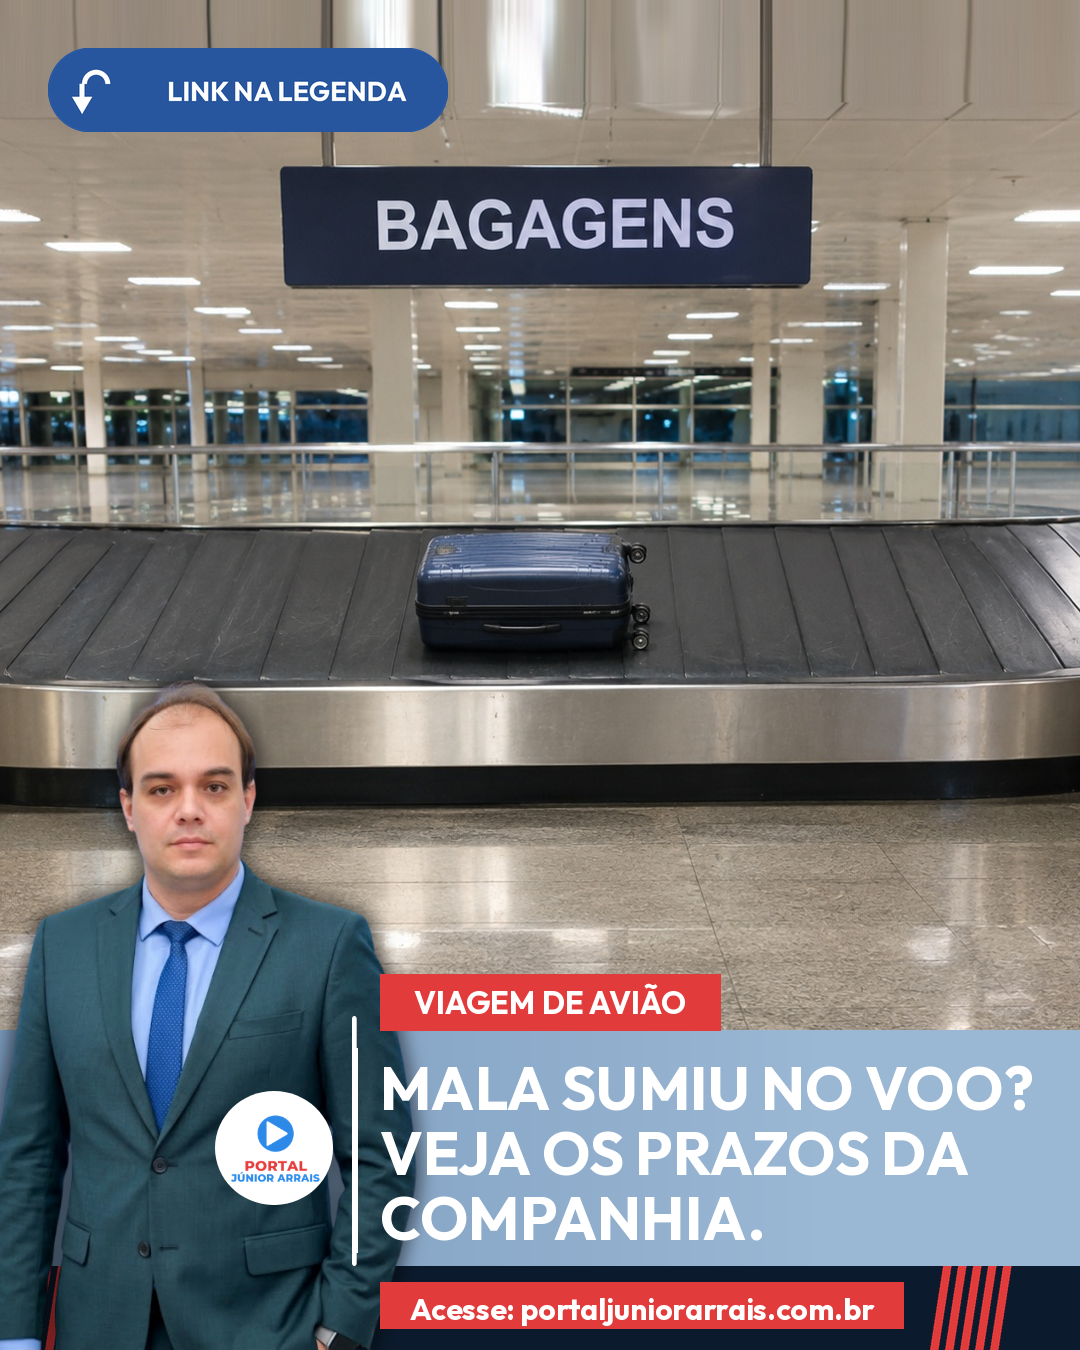 LINK NA LEGENDA
BAGAGENS
VIAGEM DE AVIÃO
MALA SUMIU NO VOO?
VEJA OS PRAZOS DA
COMPANHIA.
PORTAL
JÚNIOR ARRAIS
Acesse: portaljuniorarrais.com.br